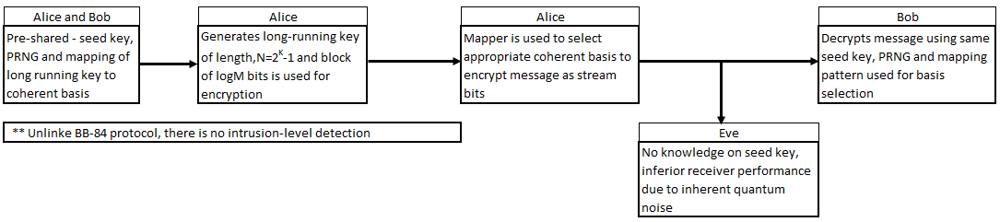 Alice and Bob
Pre-shared - seed key,
PRNG and mapping of
long running key to
coherent basis
Alice
Generates long-running key
of length,N=2^K-1 and block
of logM bits is used for
encryption
Alice
Mapper is used to select
appropriate coherent basis to
encrypt message as stream
bits
Bob
Decrypts message using same
seed key, PRNG and mapping
pattern used for basis
selection
** Unlinke BB-84 protocol, there is no intrusion-level detection
Eve
No knowledge on seed key,
inferior receiver performance
due to inherent quantum
noise